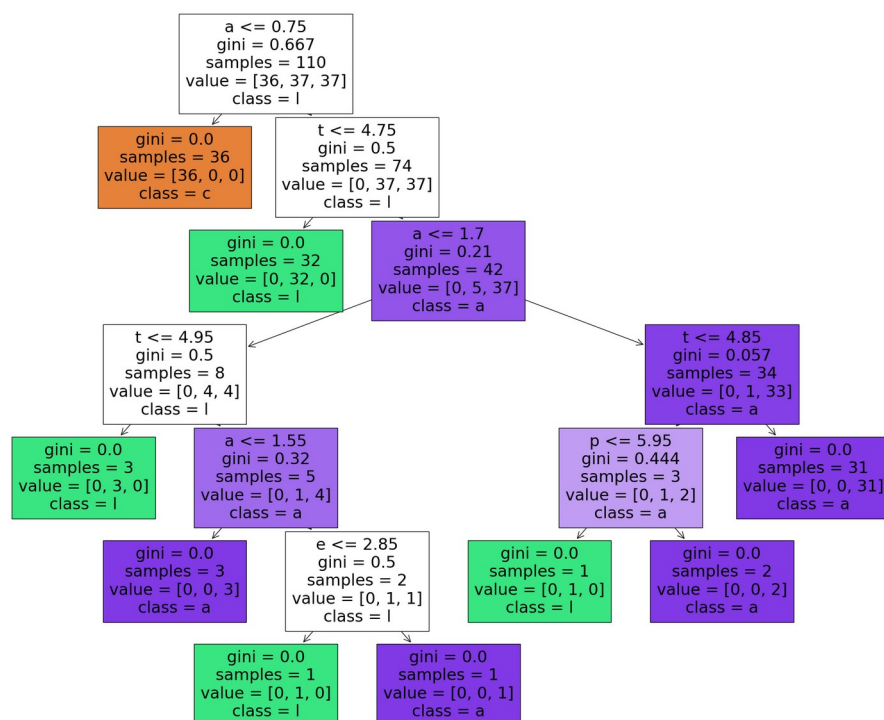 a <= 0.75
gini = 0.667
samples = 110
value = [36, 37, 37]
class = l
gini = 0.0
samples = 36
value = [36, 0, 0]
class = c
t <= 4.75
gini = 0.5
samples = 74
value = [0, 37, 37]
class = l
gini = 0.0
samples = 32
value = [0, 32, 0]
class = l
a <= 1.7
gini = 0.21
samples = 42
value = [0, 5, 37]
class = a
t <= 4.95
gini = 0.5
samples = 8
value = [0, 4, 4]
class = l
t <= 4.85
gini = 0.057
samples = 34
value = [0, 1, 33]
class = a
gini = 0.0
samples = 3
value = [0, 3, 0]
class = l
a <= 1.55
gini = 0.32
samples = 5
value = [0, 1, 4]
class = a
p <= 5.95
gini = 0.444
samples = 3
value = [0, 1, 2]
class = a
gini = 0.0
samples = 31
value = [0, 0, 31]
class = a
gini = 0.0
samples = 3
value = [0, 0, 3]
class = a
e <= 2.85
gini = 0.5
samples = 2
value = [0, 1, 1]
class = l
gini = 0.0
samples = 1
value = [0, 1, 0]
class = l
gini = 0.0
samples = 2
value = [0, 0, 2]
class = a
gini = 0.0
samples = 1
value = [0, 1, 0]
class = l
gini = 0.0
samples = 1
value = [0, 0, 1]
class = a